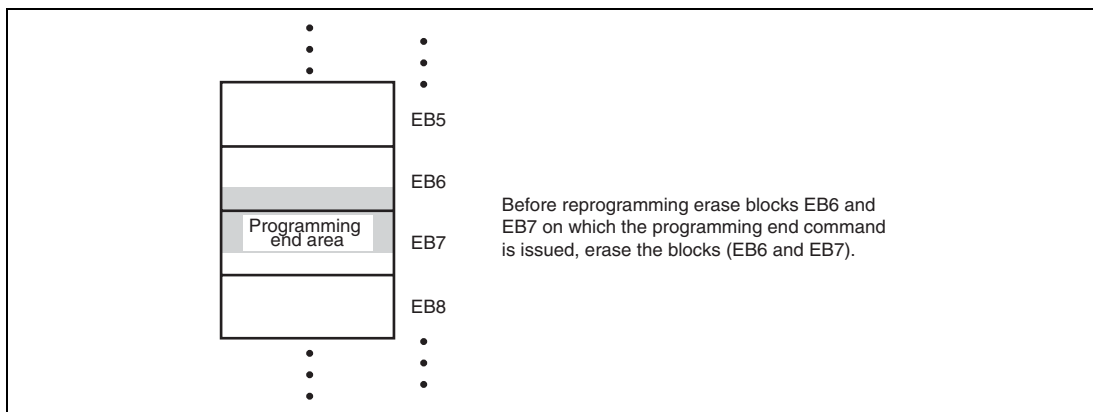 EB5
EB6
Programming
end area
EB7
EB8
Before reprogramming erase blocks EB6 and
EB7 on which the programming end command
is issued, erase the blocks (EB6 and EB7).